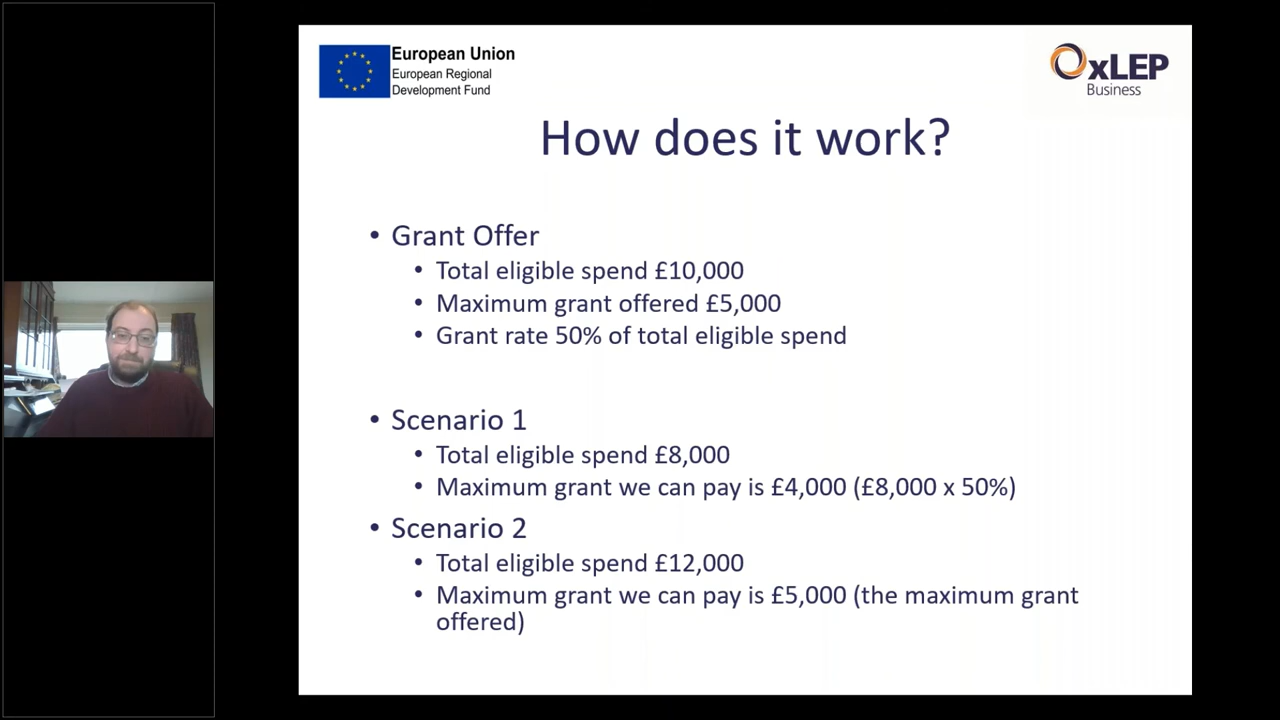 European Union
European Regional
Development Fund
OxLEP
Business
How does it work?
• Grant Offer
• Total eligible spend £10,000
• Maximum grant offered £5,000
• Grant rate 50% of total eligible spend
• Scenario 1
• Total eligible spend £8,000
• Maximum grant we can pay is £4,000 (£8,000 x 50%)
• Scenario 2
• Total eligible spend £12,000
• Maximum grant we can pay is £5,000 (the maximum grant
offered)